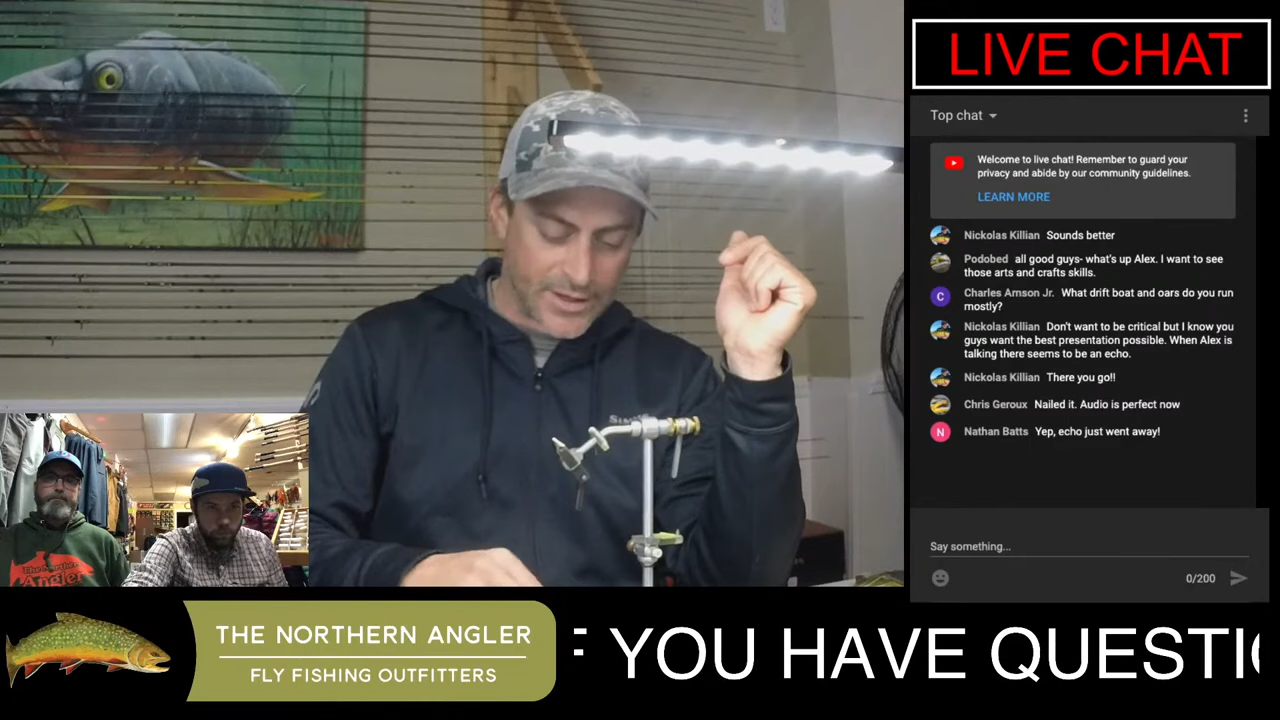 LIVE CHAT
Top chat
Welcome to live chat! Remember to guard your
privacy and abide by our community guidelines.
LEARN MORE
Nickolas Killian Sounds better
Podobed all good guys- what's up Alex. I want to see
those arts and crafts skills.
C
Charles Arnson Jr. What drift boat and oars do you run
mostly?
Nickolas Killian Don't want to be critical but I know you
guys want the best presentation possible. When Alex is
talking there seems to be an echo.
Nickolas Killian There you go!!
Chris Geroux Nailed it. Audio is perfect now
N
Nathan Batts Yep, echo just went away!
Say something...
0/200
The Northern
Angler
THE NORTHERN ANGLER
FLY FISHING OUTFITTERS
YOU HAVE QUESTIO